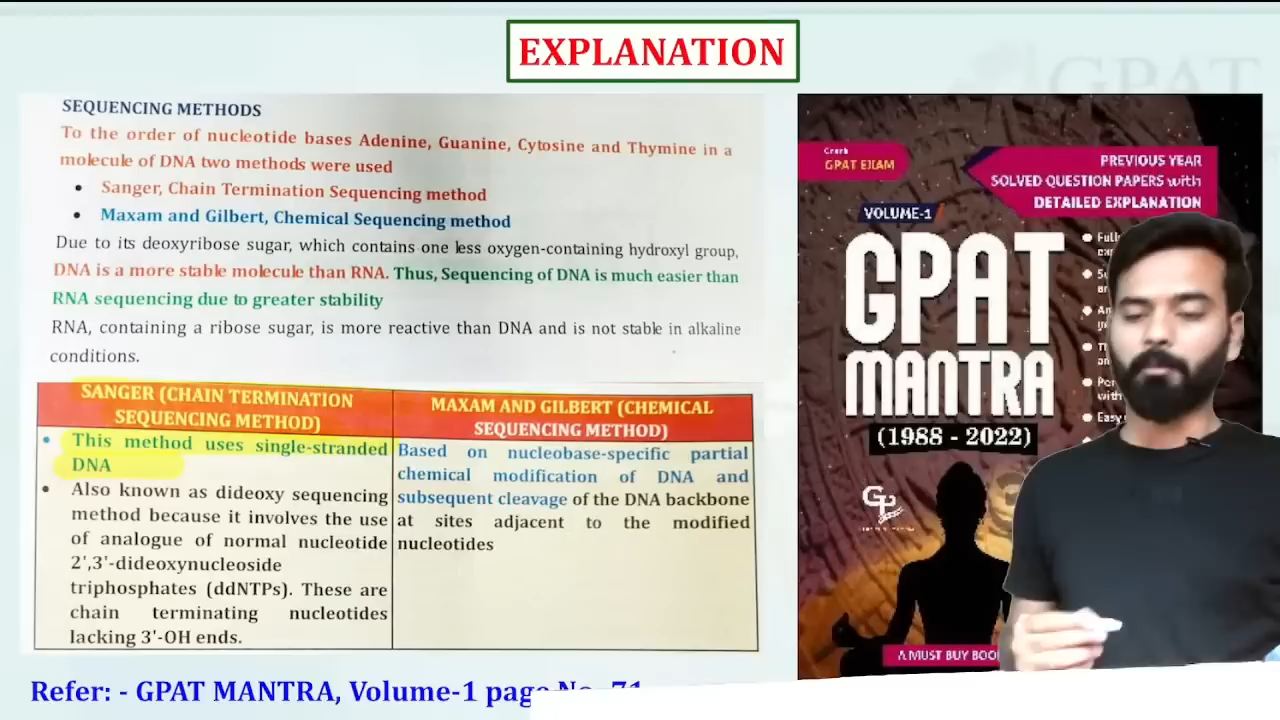 EXPLANATION
GPAT
SEQUENCING METHODS
To the order of nucleotide bases Adenine, Guanine, Cytosine and Thymine in a
molecule of DNA two methods were used
• Sanger, Chain Termination Sequencing method
• Maxam and Gilbert, Chemical Sequencing method
Due to its deoxyribose sugar, which contains one less oxygen-containing hydroxyl group,
DNA is a more stable molecule than RNA. Thus, Sequencing of DNA is much easier than
RNA sequencing due to greater stability
RNA, containing a ribose sugar, is more reactive than DNA and is not stable in alkaline
conditions.
SANGER (CHAIN TERMINATION
SEQUENCING METHOD)
• This method uses single-stranded
DNA
• Also known as dideoxy sequencing
method because it involves the use
of analogue of normal nucleotide
2',3'-dideoxynucleoside
triphosphates (ddNTPs). These are
chain terminating nucleotides
lacking 3'-OH ends.
MAXAM AND GILBERT (CHEMICAL
SEQUENCING METHOD)
Based on nucleobase-specific partial
chemical modification of DNA and
subsequent cleavage of the DNA backbone
at sites adjacent to the modified
nucleotides
Crack
GPAT EXAM
PREVIOUS YEAR
SOLVED QUESTION PAPERS with
DETAILED EXPLANATION
VOLUME-1
GPAT
MANTRA
(1988 - 2022)
with
Easy
GP
A MUST BUY BOO
Refer: - GPAT MANTRA, Volume-1 page No. 71